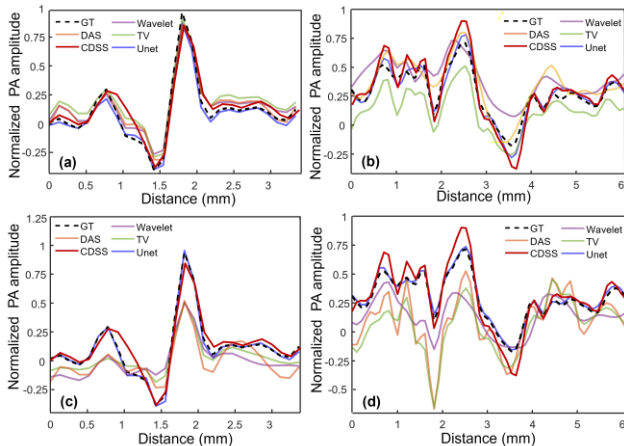 (a)
GT
DAS
CDSS
Wavelet
TV
Unet
Normalized PA amplitude
0.75
0.5
0.25
0
-0.25
0
0.5
1
1.5
2
2.5
3
Distance (mm)
(b)
GT
DAS
CDSS
Wavelet
TV
Unet
Normalized PA amplitude
1
0.75
0.5
0.25
0
-0.25
0
1
2
3
4
5
6
Distance (mm)
(c)
GT
DAS
CDSS
Wavelet
TV
Unet
Normalized PA amplitude
1.25
1
0.75
0.5
0.25
0
-0.25
0
0.5
1
1.5
2
2.5
3
Distance (mm)
(d)
GT
DAS
CDSS
Wavelet
TV
Unet
Normalized PA amplitude
1
0.75
0.5
0.25
0
-0.25
-0.5
0
1
2
3
4
5
6
Distance (mm)